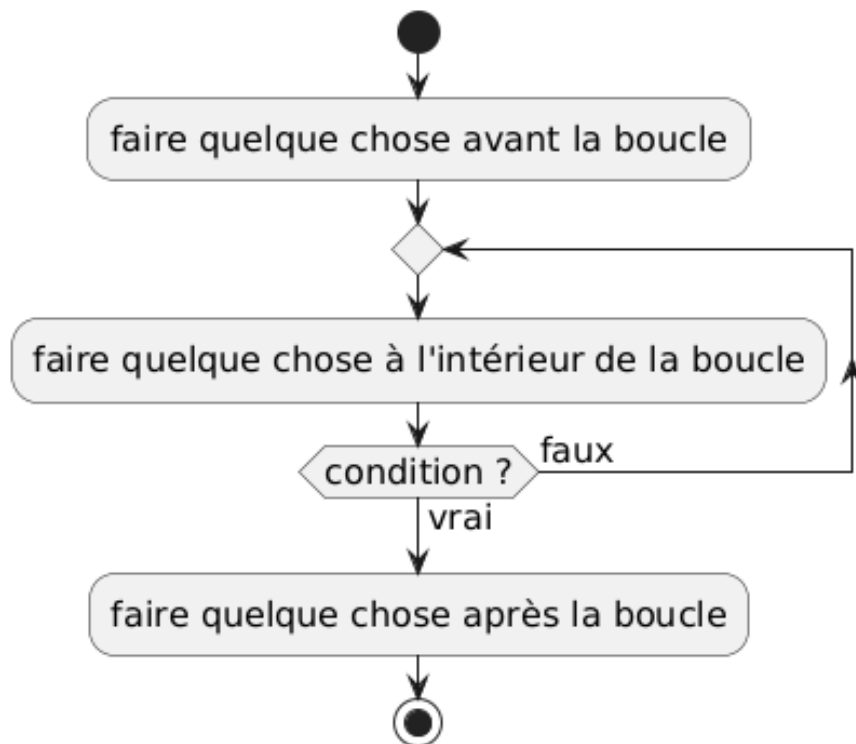 faire quelque chose avant la boucle
faire quelque chose à l'intérieur de la boucle
condition ?
faux
vrai
faire quelque chose après la boucle